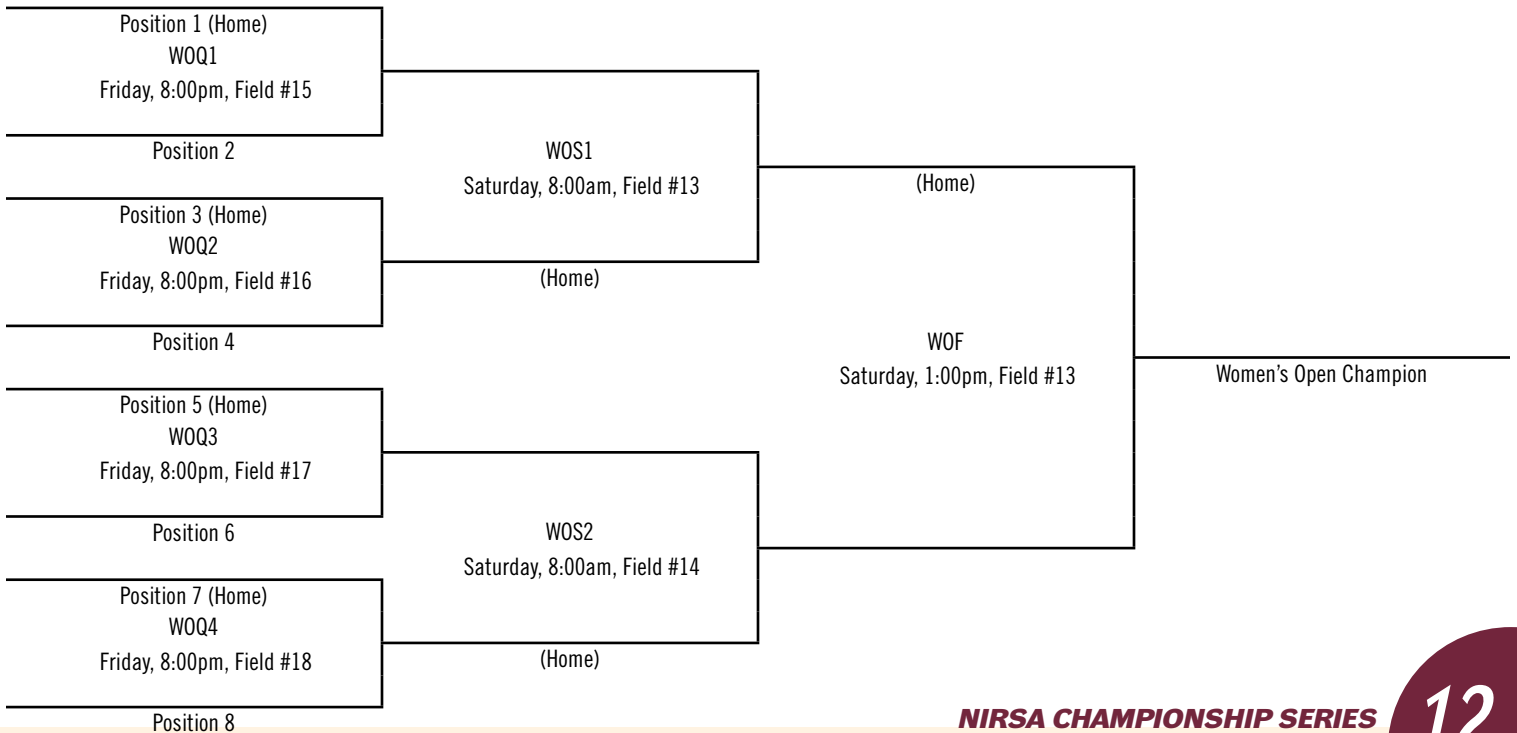 Position 1 (Home)
WOQ1
Friday, 8:00pm, Field #15
Position 2
Position 3 (Home)
WOQ2
Friday, 8:00pm, Field #16
Position 4
Position 5 (Home)
WOQ3
Friday, 8:00pm, Field #17
Position 6
Position 7 (Home)
WOQ4
Friday, 8:00pm, Field #18
Position 8
WOS1
Saturday, 8:00am, Field #13
(Home)
WOS2
Saturday, 8:00am, Field #14
(Home)
(Home)
WOF
Saturday, 1:00pm, Field #13
Women’s Open Champion
NIRSA CHAMPIONSHIP SERIES
12